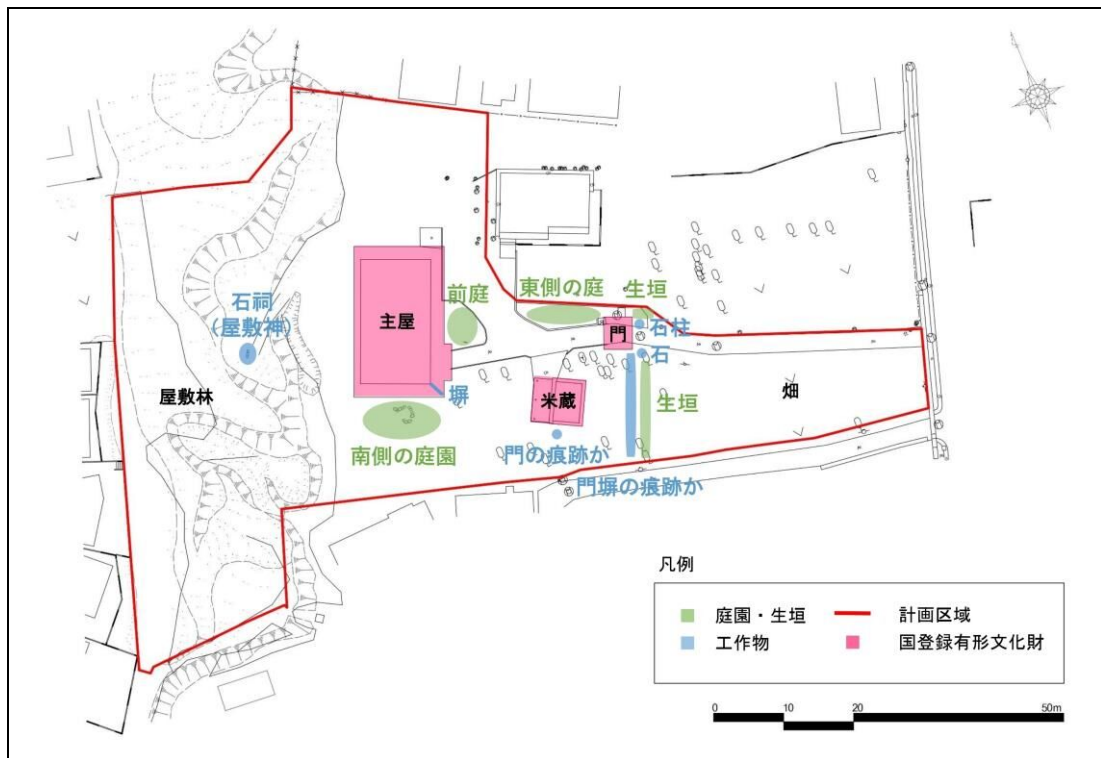 前庭
東側の庭
生垣
石祠
(屋敷神)
主屋
門
石柱
石
屋敷林
塀
米蔵
生垣
畑
南側の庭園
門の痕跡か
門塀の痕跡か
凡例
庭園・生垣
計画区域
工作物
国登録有形文化財
0 10 20 50m